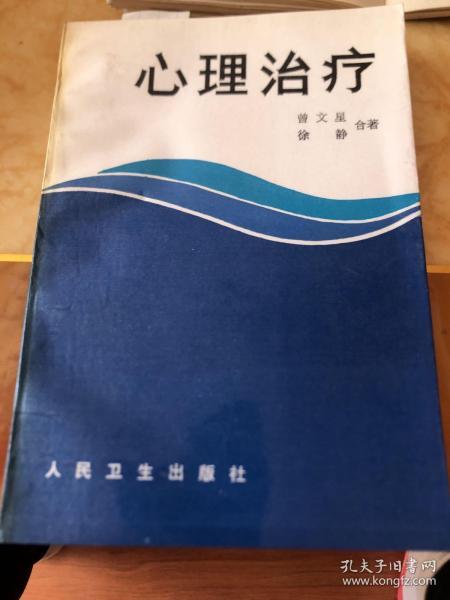 心理治疗
曾文星
徐静 合著
人民卫生出版社
孔夫子旧书网
www.kongfz.com